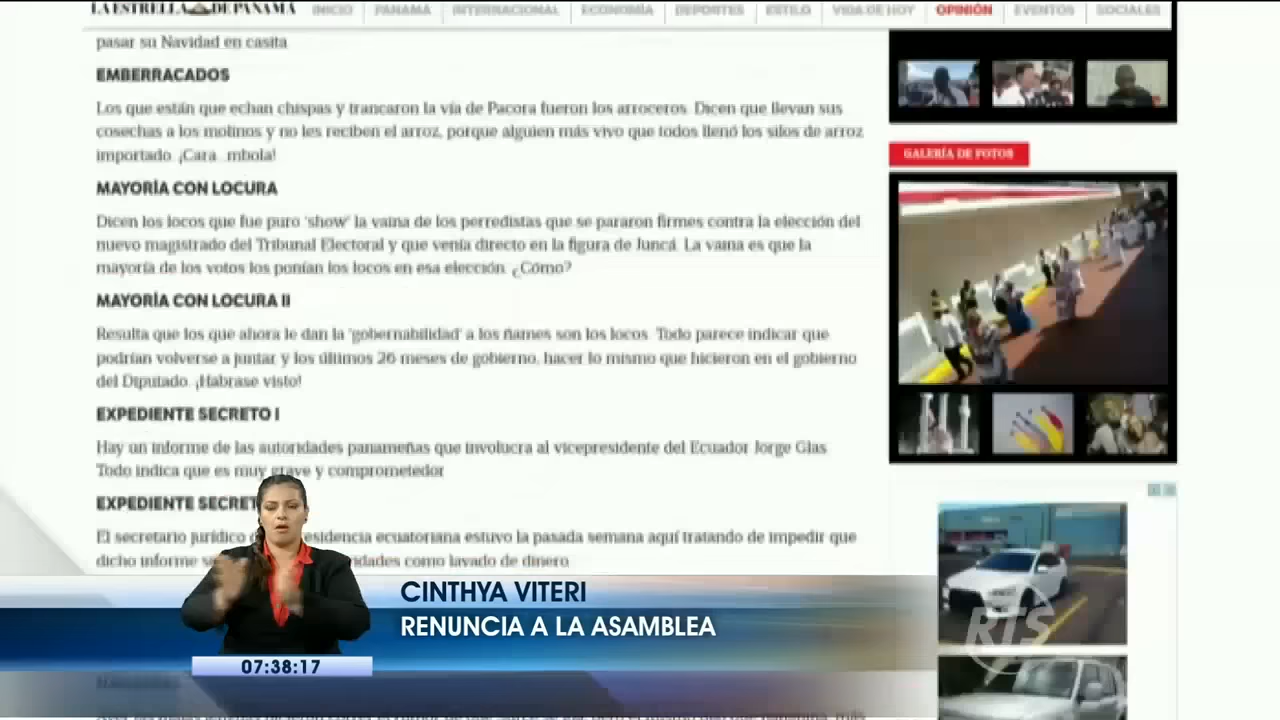 LA ESTRELLA DE PANAMÁ INICIO PANAMÁ INTERNACIONAL ECONOMÍA DEPORTES ESTILO VIDA DE HOY OPINIÓN EVENTOS SOCIALES
pasar su Navidad en casita
EMBERRACADOS
Los que están que echan chispas y trancaron la vía de Pacora fueron los arroceros. Dicen que llevan sus
cosechas a los molinos y no les reciben el arroz, porque alguien más vivo que todos llenó los silos de arroz
importado. ¡Cara...mbola!
MAYORÍA CON LOCURA
Dicen los locos que fue puro 'show' la vaina de los perredistas que se pararon firmes contra la elección del
nuevo magistrado del Tribunal Electoral y que venía directo en la figura de Juncá. La vaina es que la
mayoría de los votos los ponían los locos en esa elección. ¿Cómo?
MAYORÍA CON LOCURA II
Resulta que los que ahora le dan la 'gobernabilidad' a los ñames son los locos. Todo parece indicar que
podrían volverse a juntar y los últimos 26 meses de gobierno, hacer lo mismo que hicieron en el gobierno
del Diputado. ¡Habrase visto!
EXPEDIENTE SECRETO I
Hay un informe de las autoridades panameñas que involucra al vicepresidente del Ecuador Jorge Glas.
Todo indica que es muy grave y comprometedor
EXPEDIENTE
El secretario jurídico esidencia ecuatoriana estuvo la pasada semana aquí tratando de impedir que
dicho informe idades como lavado de dinero
GALERÍA DE FOTOS
CINTHYA VITERI
RENUNCIA A LA ASAMBLEA
07:38:17
RTS